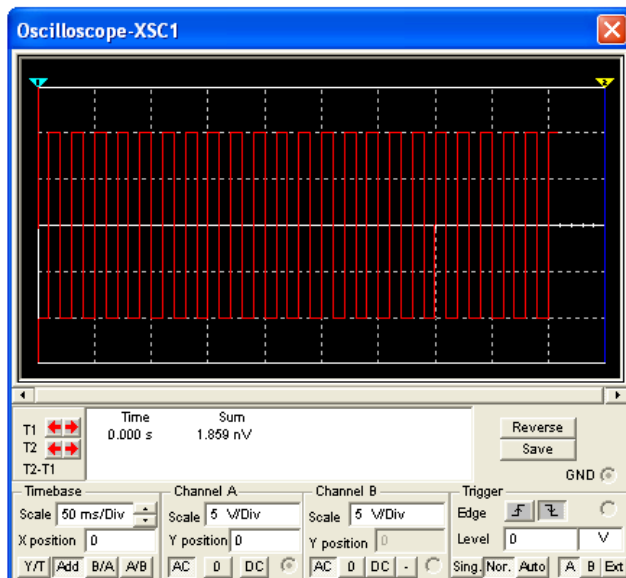 Oscilloscope-XSC1
1 2
Time Sum
T1 0.000 s 1.859 nV
T2
T2-T1
Reverse
Save
GND
Timebase Channel A Channel B Trigger
Scale 50 ms/Div Scale 5 V/Div Scale 5 V/Div Edge
X position 0 Y position 0 Y position 0 Level 0 V
Y/T Add B/A A/B AC 0 DC AC 0 DC - Sing. Nor. Auto A B Ext